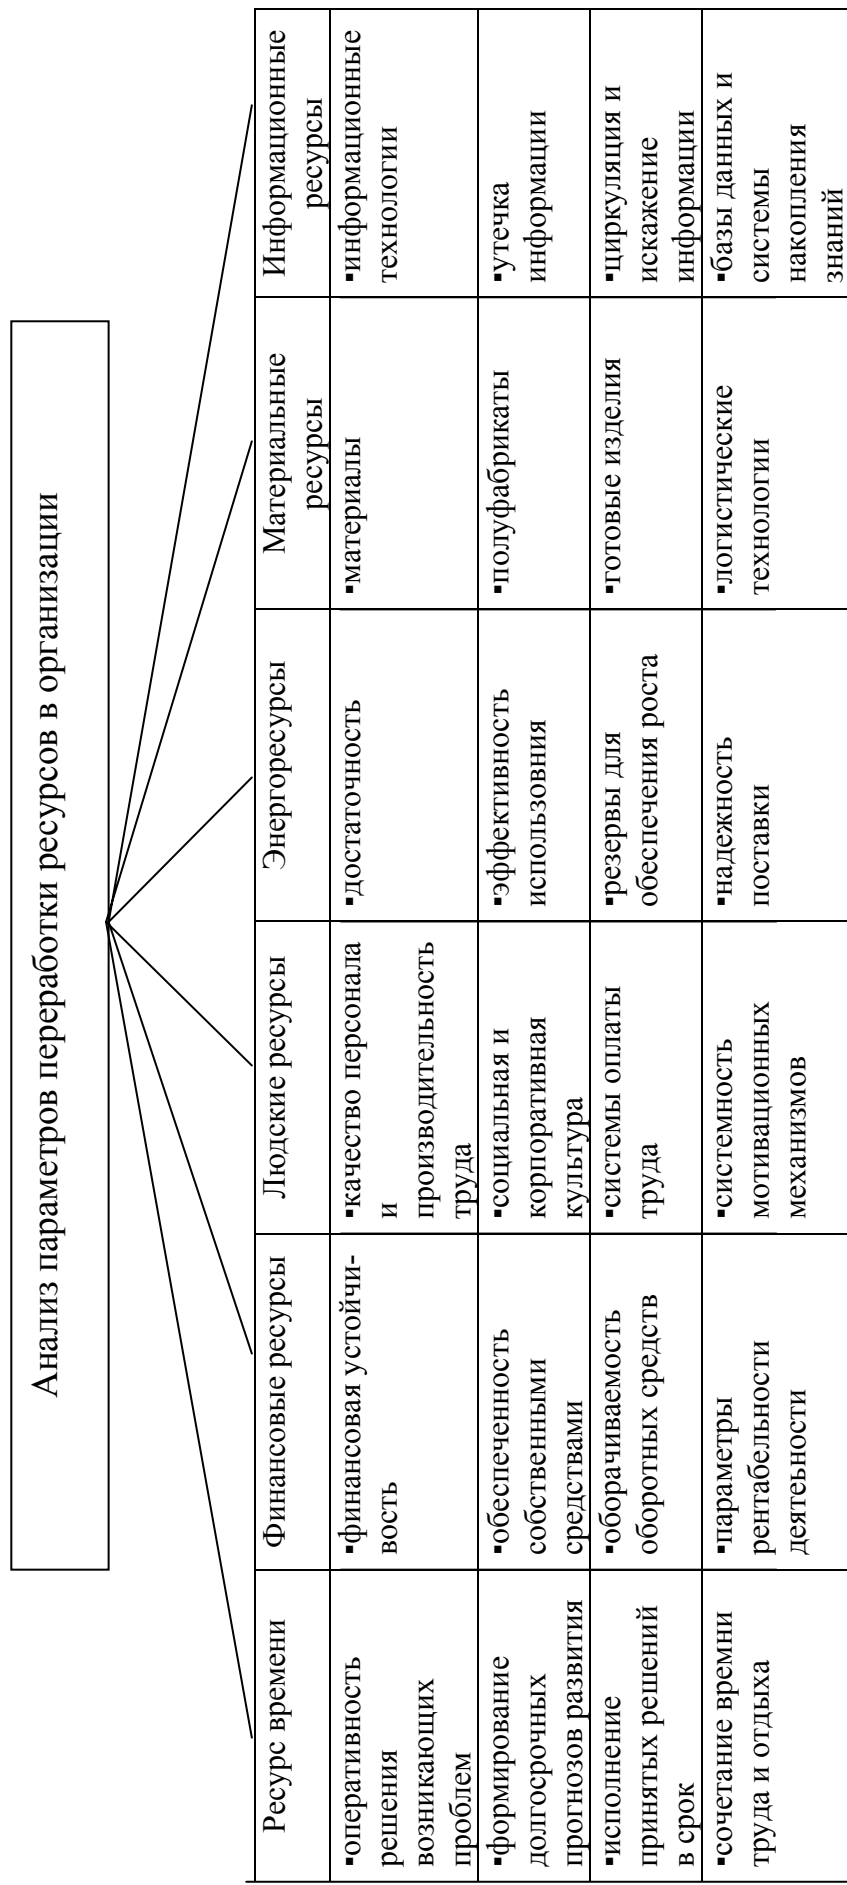 Анализ параметров переработки ресурсов в организации
Ресурс времени
Финансовые ресурсы
Людские ресурсы
Энергоресурсы
Материальные
ресурсы
Информационные
ресурсы
▪оперативность
решения
возникающих
проблем
▪финансовая устойчи-
вость
▪качество персонала
и
производительность
труда
▪достаточность
▪материалы
▪информационные
технологии
▪формирование
долгосрочных
прогнозов развития
▪обеспеченность
собственными
средствами
▪социальная и
корпоративная
культура
▪эффективность
использовния
▪полуфабрикаты
▪утечка
информации
▪исполнение
принятых решений
в срок
▪оборачиваемость
оборотных средств
▪системы оплаты
труда
▪резервы для
обеспечения роста
▪готовые изделия
▪циркуляция и
искажение
информации
▪сочетание времни
труда и отдыха
▪параметры
рентабельности
деятеьности
▪системность
мотивационных
механизмов
▪надежность
поставки
▪логистические
технологии
▪базы данных и
системы
накопления
знаний